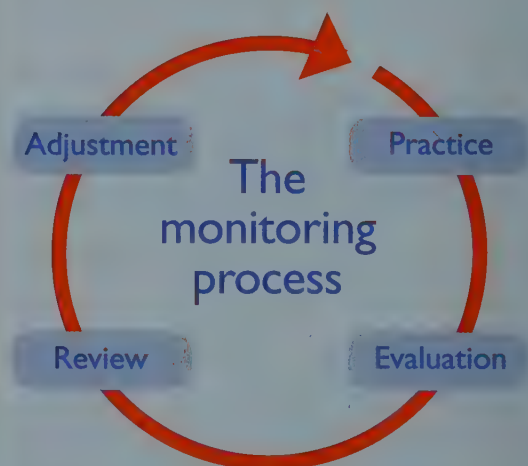 Adjustment
Practice
The
monitoring
process
Review
Evaluation